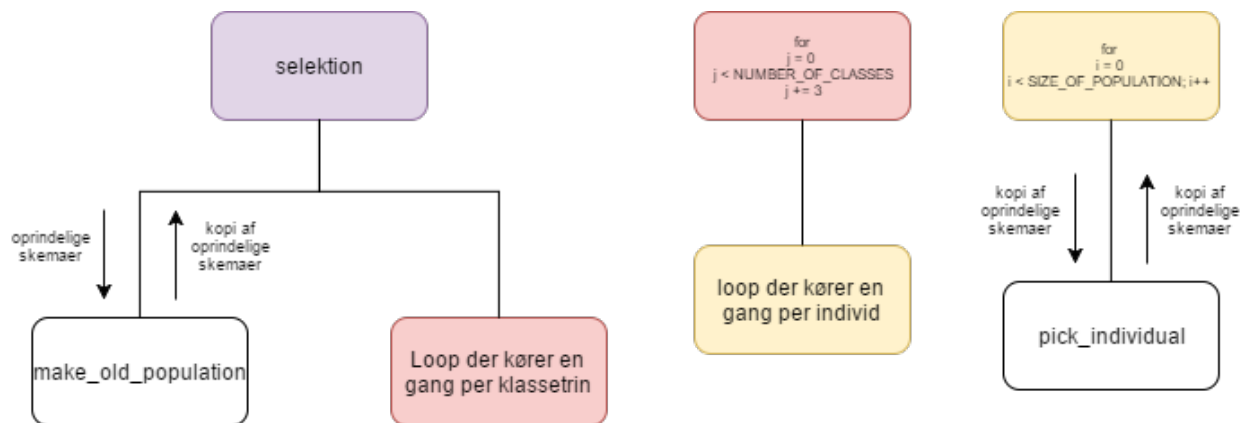 selektion
oprindelige
skemaer
kopi af
oprindelige
skemaer
make_old_population
Loop der kører en
gang per klassetrin
for
j = 0
j < NUMBER_OF_CLASSES
j += 3
loop der kører en
gang per individ
for
i = 0
i < SIZE_OF_POPULATION; i++
kopi af
oprindelige
skemaer
kopi af
oprindelige
skemaer
pick_individual